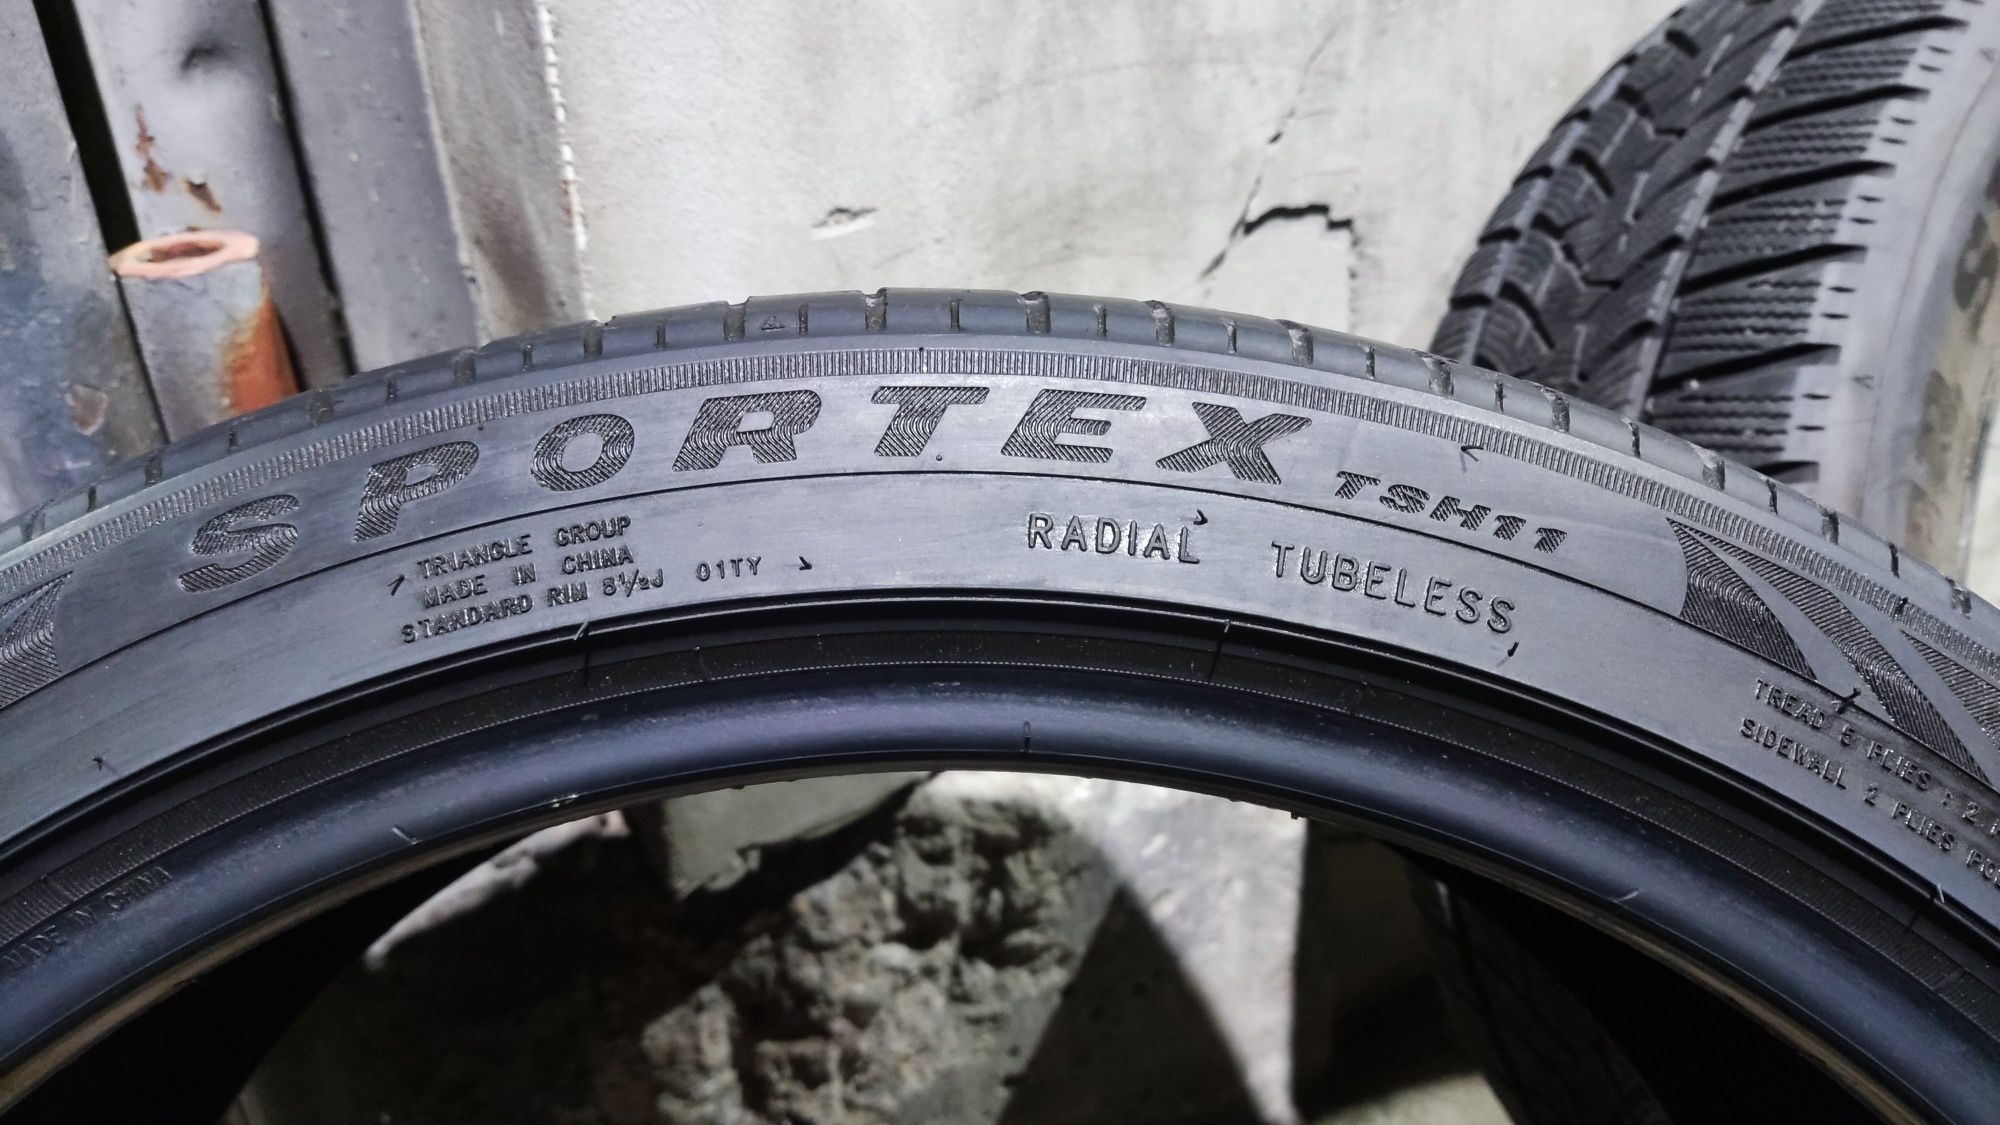 SPORTEX TSH11
TRIANGLE GROUP
MADE IN CHINA
STANDARD RIM 8½J 01TY
RADIAL TUBELESS
TREAD 5 PLIES : 2
SIDEWALL 2 PLIES
MADE IN CHINA